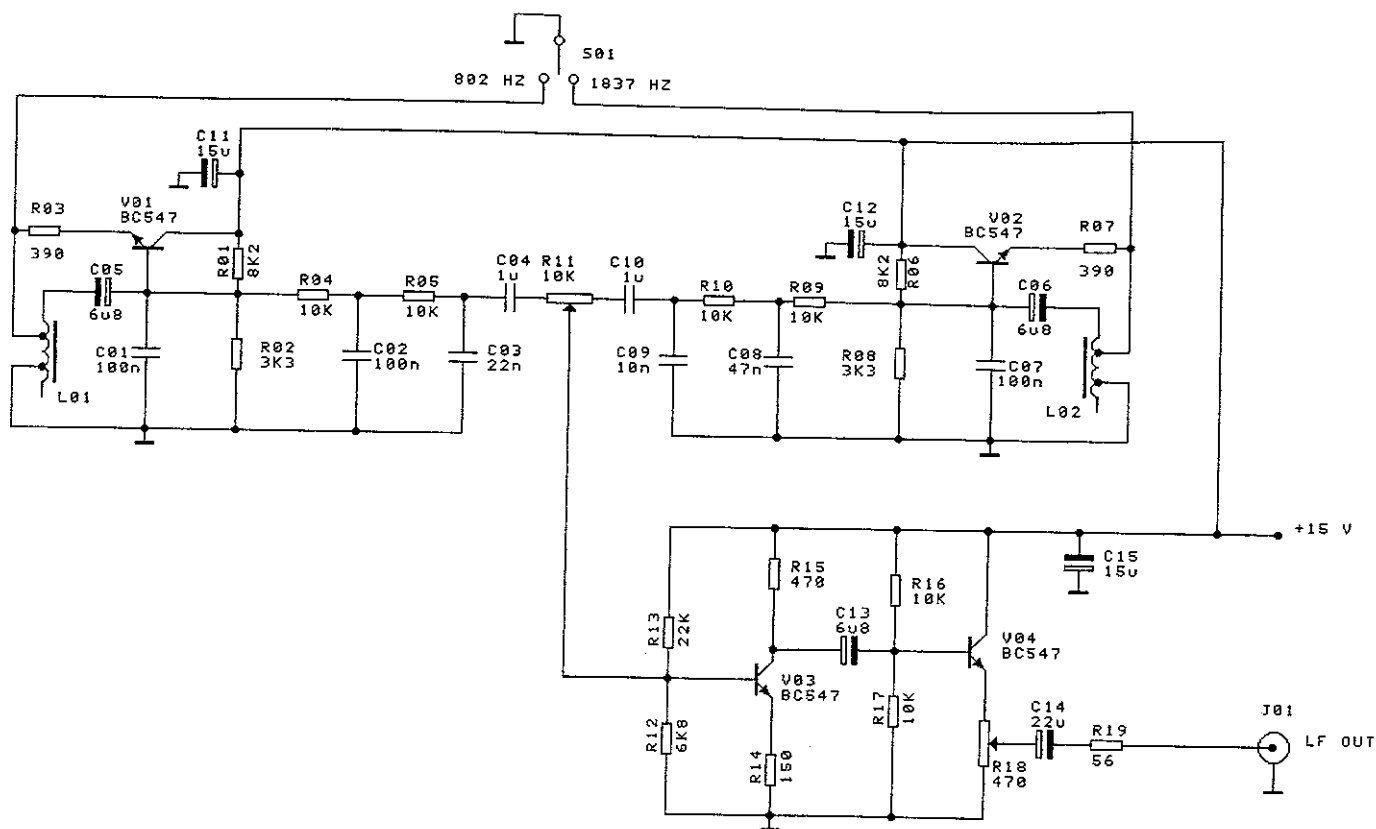 S01
802 HZ
1837 HZ
C11
15u
R03
390
V01
BC547
R01
8K2
C05
6u8
R04
10K
R05
10K
C04
1u
R11
10K
C10
1u
R10
10K
R09
10K
C12
15u
V02
BC547
R07
390
8K2
R06
C06
6u8
C01
100n
R02
3K3
C02
100n
C03
22n
C09
10n
C08
47n
R08
3K3
C07
100n
L01
L02
+15 V
C15
15u
R15
470
R16
10K
R13
22K
C13
6u8
V04
BC547
V03
BC547
R17
10K
C14
22u
R19
56
J01
LF OUT
R12
6K8
R14
150
R18
470